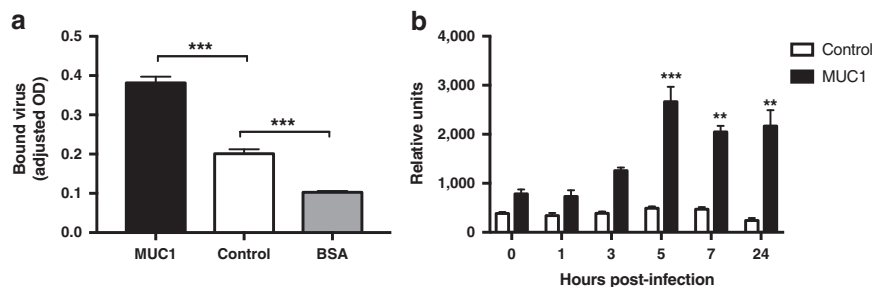 a
Bound virus
(adjusted OD)
0.5
0.4
0.3
0.2
0.1
0.0
***
***
MUC1
Control
BSA
b
Relative units
4,000
3,000
2,000
1,000
0
***
**
**
0
1
3
5
7
24
Hours post-infection
Control
MUC1